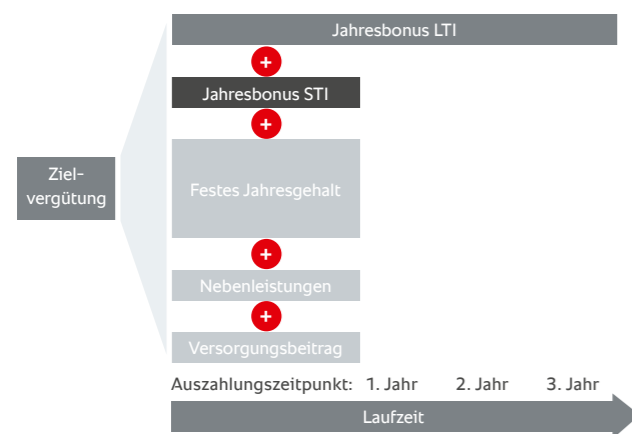 Jahresbonus LTI
+
Jahresbonus STI
+
Ziel-
vergütung
Festes Jahresgehalt
+
Nebenleistungen
+
Versorgungsbeitrag
Auszahlungszeitpunkt: 1. Jahr 2. Jahr 3. Jahr
Laufzeit